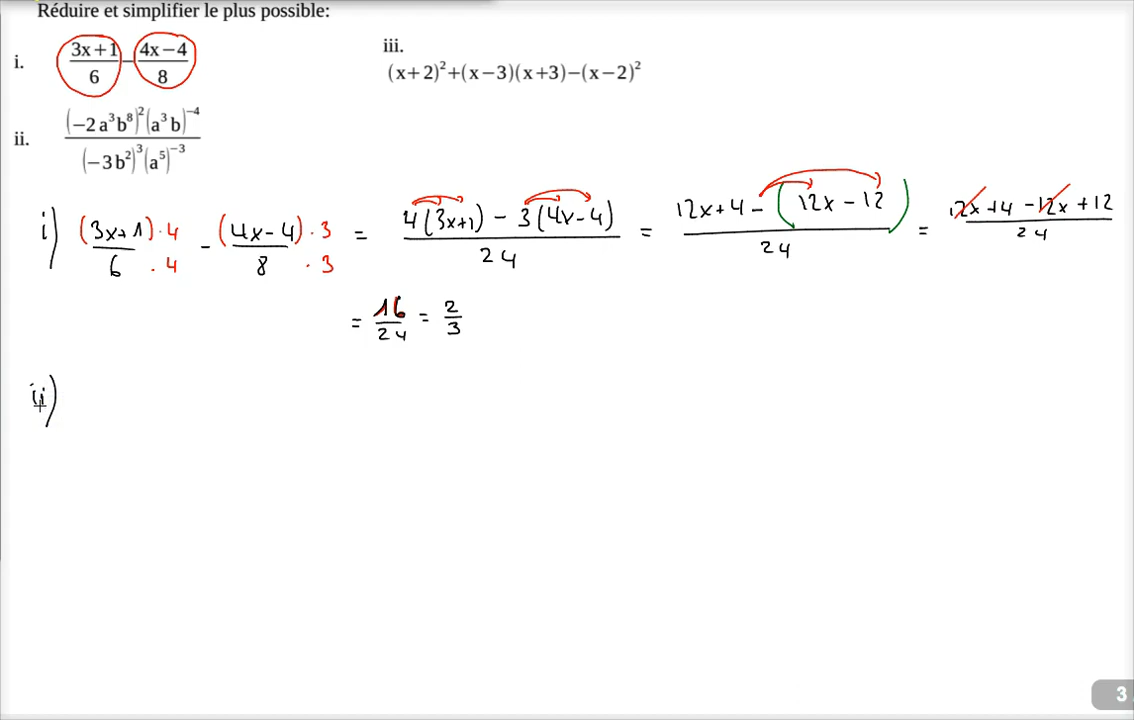 Réduire et simplifier le plus possible:
i. (3x+1)/6 − (4x−4)/8
iii.
(x+2)²+(x−3)(x+3)−(x−2)²
ii. (−2a³b⁸)²(a³b)⁻⁴ / (−3b²)³(a⁵)⁻³
i) (3x+1)·4 / 6·4 − (4x−4)·3 / 8·3 = (4(3x+1) − 3(4x−4))/24 = (12x+4−(12x−12))/24 = (12x+4−12x+12)/24
= 16/24 = 2/3
ii)
3